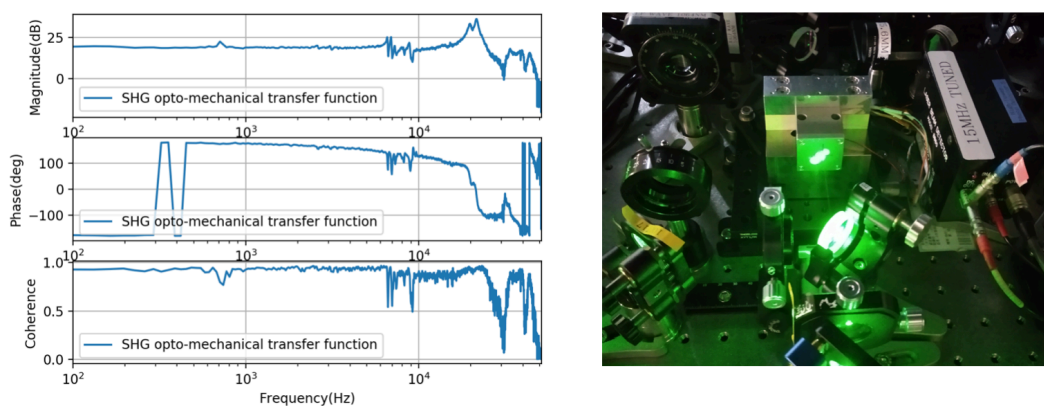 25
0
Magnitude(dB)
SHG opto-mechanical transfer function
10²
10³
10⁴
100
0
−100
Phase(deg)
SHG opto-mechanical transfer function
10²
10³
10⁴
1.0
0.5
0.0
Coherence
SHG opto-mechanical transfer function
10²
10³
10⁴
Frequency(Hz)
15MHz TUNED